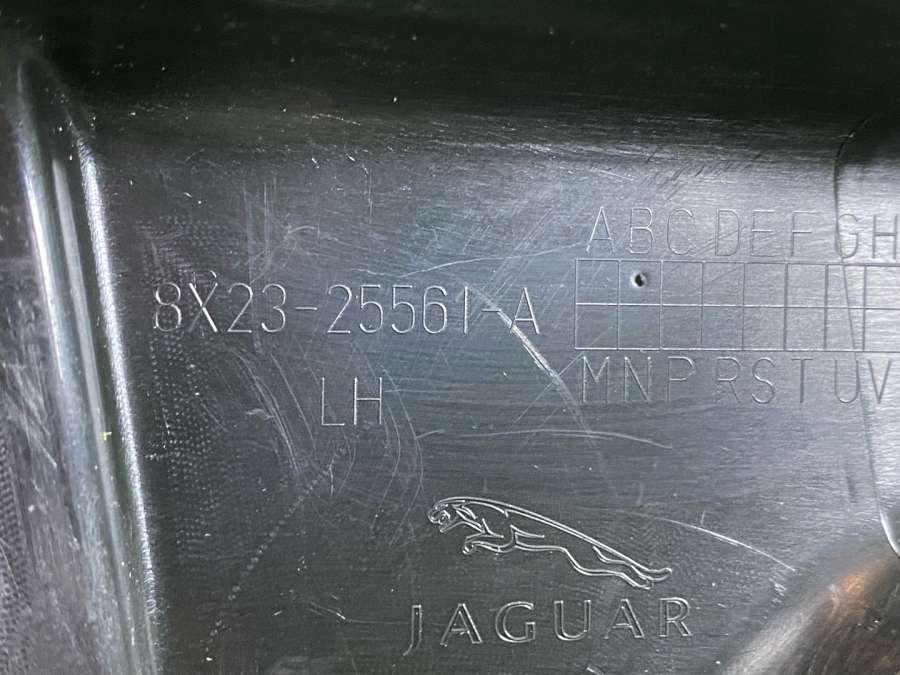 ABCDEFGH
8X23-25561-A
MNPRSTUV
LH
JAGUAR